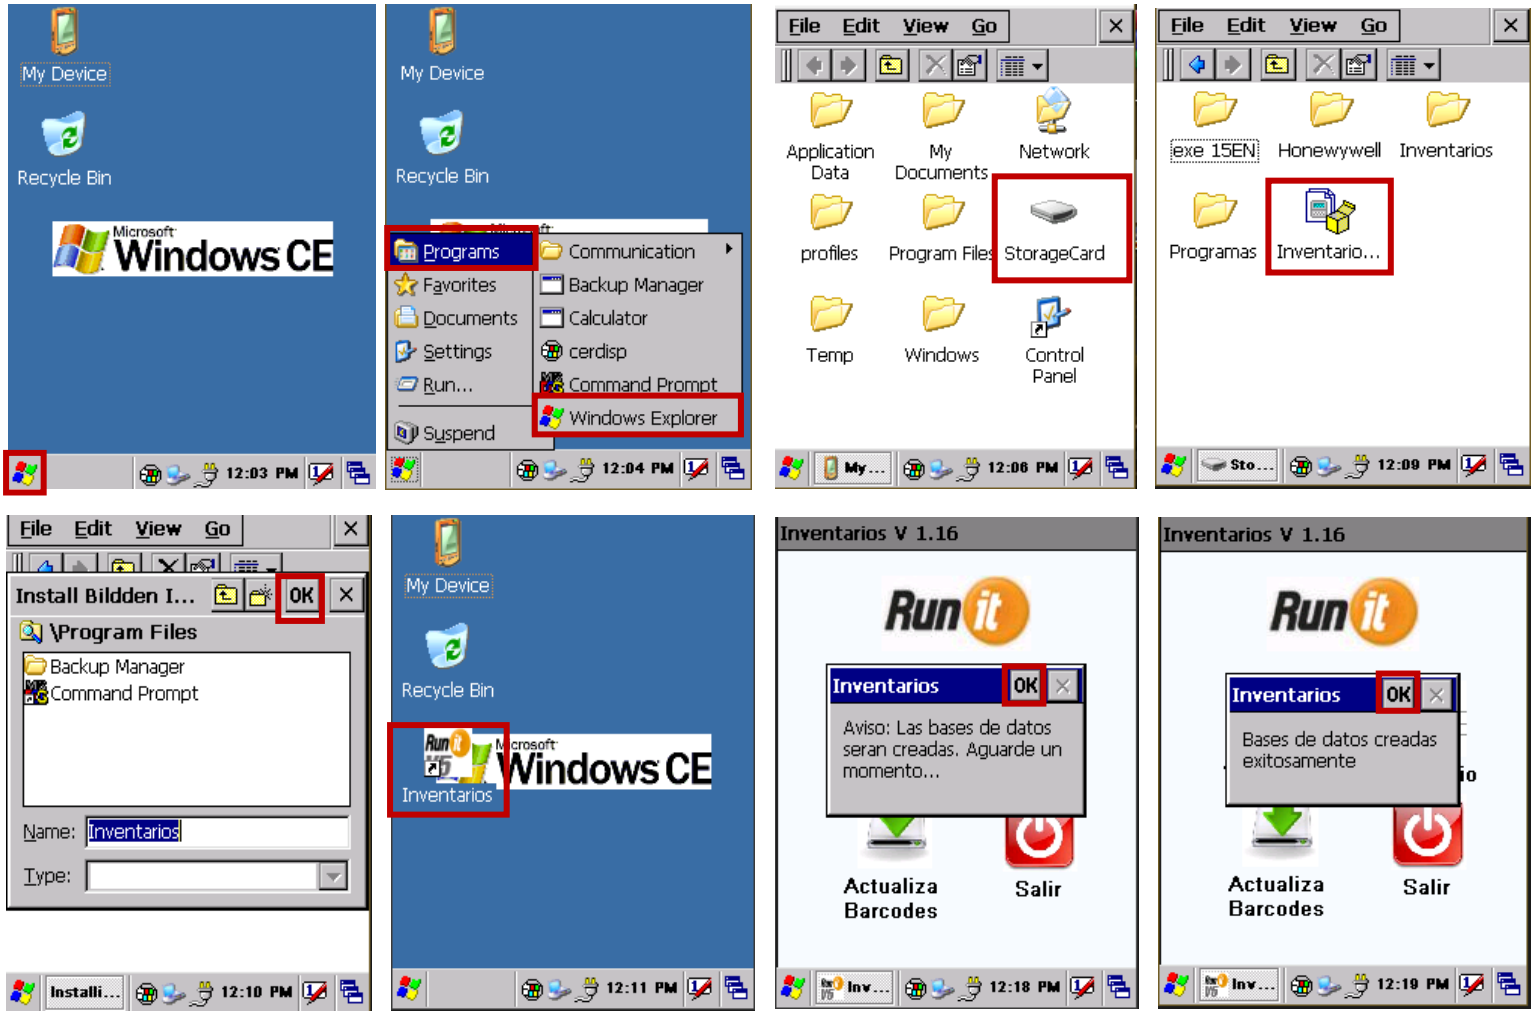 My Device
Recycle Bin
Microsoft
Windows CE
12:03 PM
My Device
Recycle Bin
Programs
Favorites
Documents
Settings
Run...
Suspend
Communication
Backup Manager
Calculator
cerdisp
Command Prompt
Windows Explorer
12:04 PM
File Edit View Go
Application Data
My Documents
Network
profiles
Program Files
StorageCard
Temp
Windows
Control Panel
My...
12:06 PM
File Edit View Go
exe 15EN
Honewywell
Inventarios
Programas
Inventario...
Sto...
12:09 PM
File Edit View Go
Install Bildden I... OK
\Program Files
Backup Manager
Command Prompt
Name: Inventarios
Type:
Installi...
12:10 PM
My Device
Recycle Bin
Run it
V5
Microsoft
Windows CE
Inventarios
12:11 PM
Inventarios V 1.16
Run it
Inventarios OK
Aviso: Las bases de datos
seran creadas. Aguarde un
momento...
Actualiza
Barcodes
Salir
Inv...
12:18 PM
Inventarios V 1.16
Run it
Inventarios OK
Bases de datos creadas
exitosamente
Actualiza
Barcodes
Salir
Inv...
12:19 PM